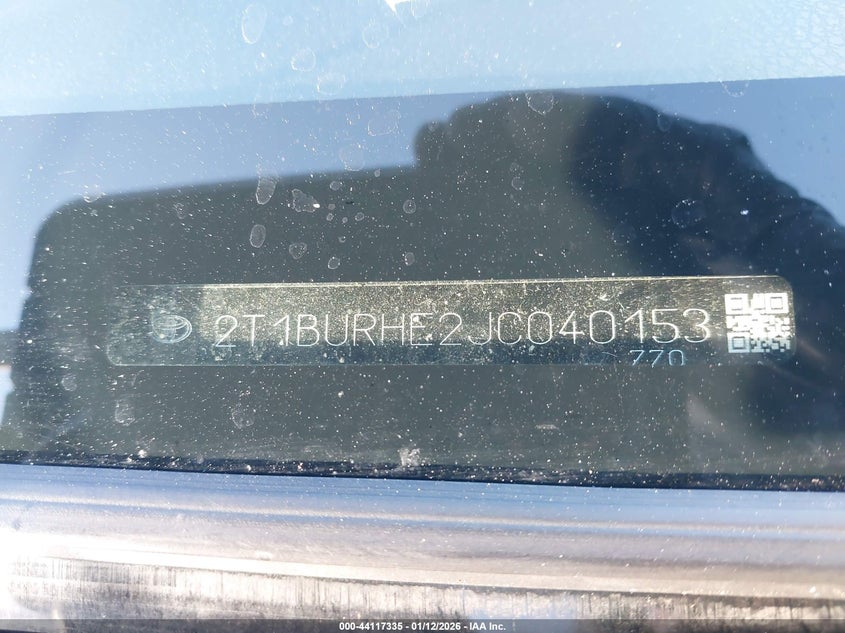 2T1BURHE2JC040153
770
000-44117335 - 01/12/2026 - IAA Inc.